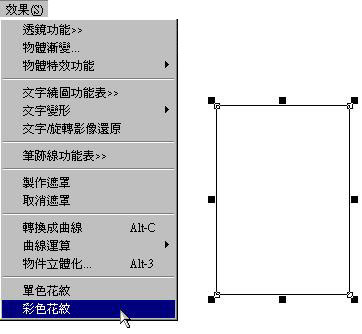 效果(S)
透鏡功能>>
物體漸變...
物體特效功能
文字繞圖功能表>>
文字變形
文字/旋轉影像還原
筆跡線功能表>>
製作遮罩
取消遮罩
轉換成曲線 Alt-C
曲線運算
物件立體化... Alt-3
單色花紋
彩色花紋